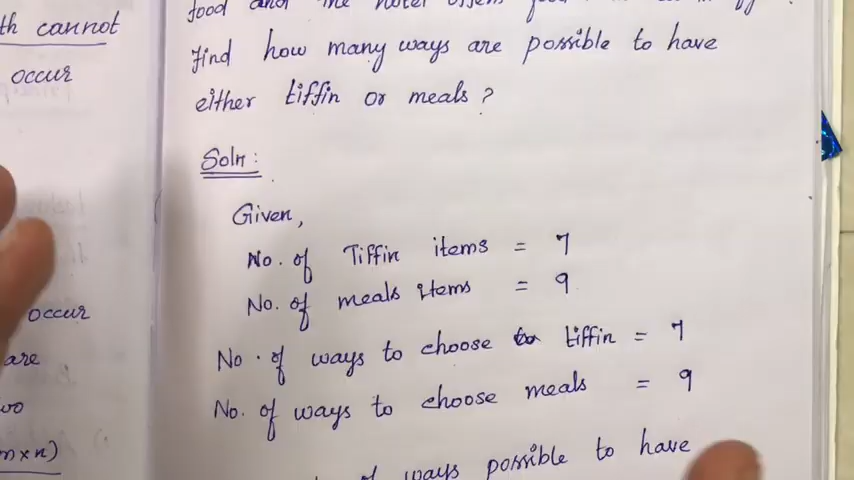 th cannot
occur
occur
are
m x n)
food and the hotel
Find how many ways are possible to have
either tiffin or meals ?
Soln :
Given,
No. of Tiffin items = 7
No. of meals items = 9
No. of ways to choose tiffin = 7
No. of ways to choose meals = 9
of ways possible to have